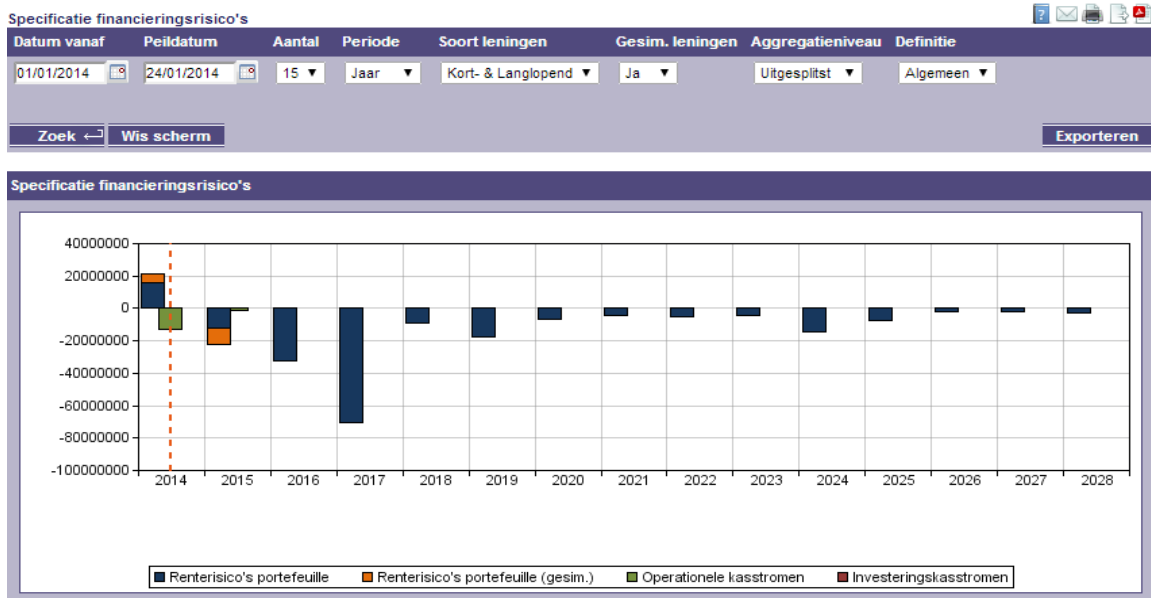 Specificatie financieringsrisico's
Datum vanaf Peildatum Aantal Periode Soort leningen Gesim. leningen Aggregatieniveau Definitie
01/01/2014 24/01/2014 15 Jaar Kort- & Langlopend Ja Uitgesplitst Algemeen
Zoek Wis scherm Exporteren
Specificatie financieringsrisico's
40000000
20000000
0
-20000000
-40000000
-60000000
-80000000
-100000000
2014 2015 2016 2017 2018 2019 2020 2021 2022 2023 2024 2025 2026 2027 2028
Renterisico's portefeuille Renterisico's portefeuille (gesim.) Operationele kasstromen Investeringskasstromen